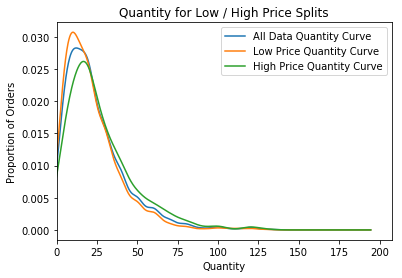 Quantity for Low / High Price Splits
All Data Quantity Curve
Low Price Quantity Curve
High Price Quantity Curve
Proportion of Orders
0.030
0.025
0.020
0.015
0.010
0.005
0.000
0 25 50 75 100 125 150 175 200
Quantity